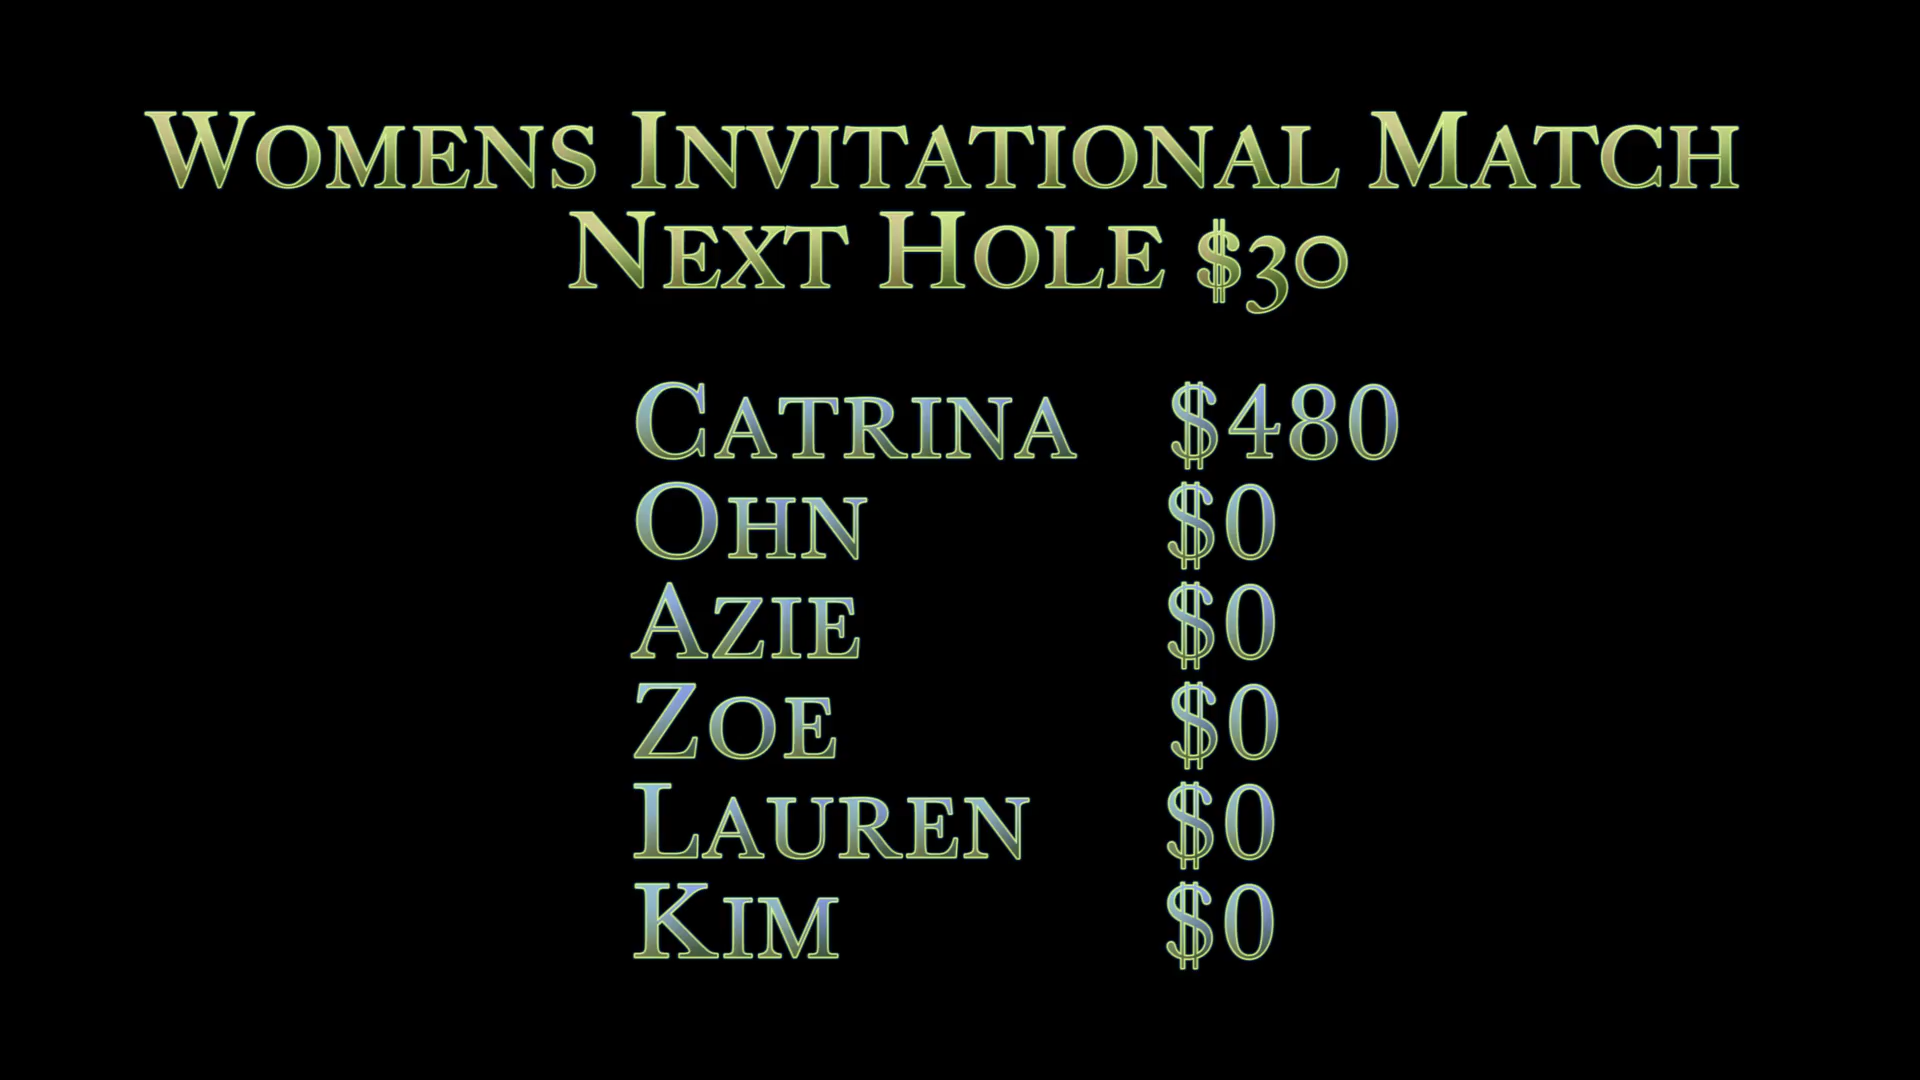 Womens Invitational Match
Next Hole $30
Catrina $480
Ohn $0
Azie $0
Zoe $0
Lauren $0
Kim $0